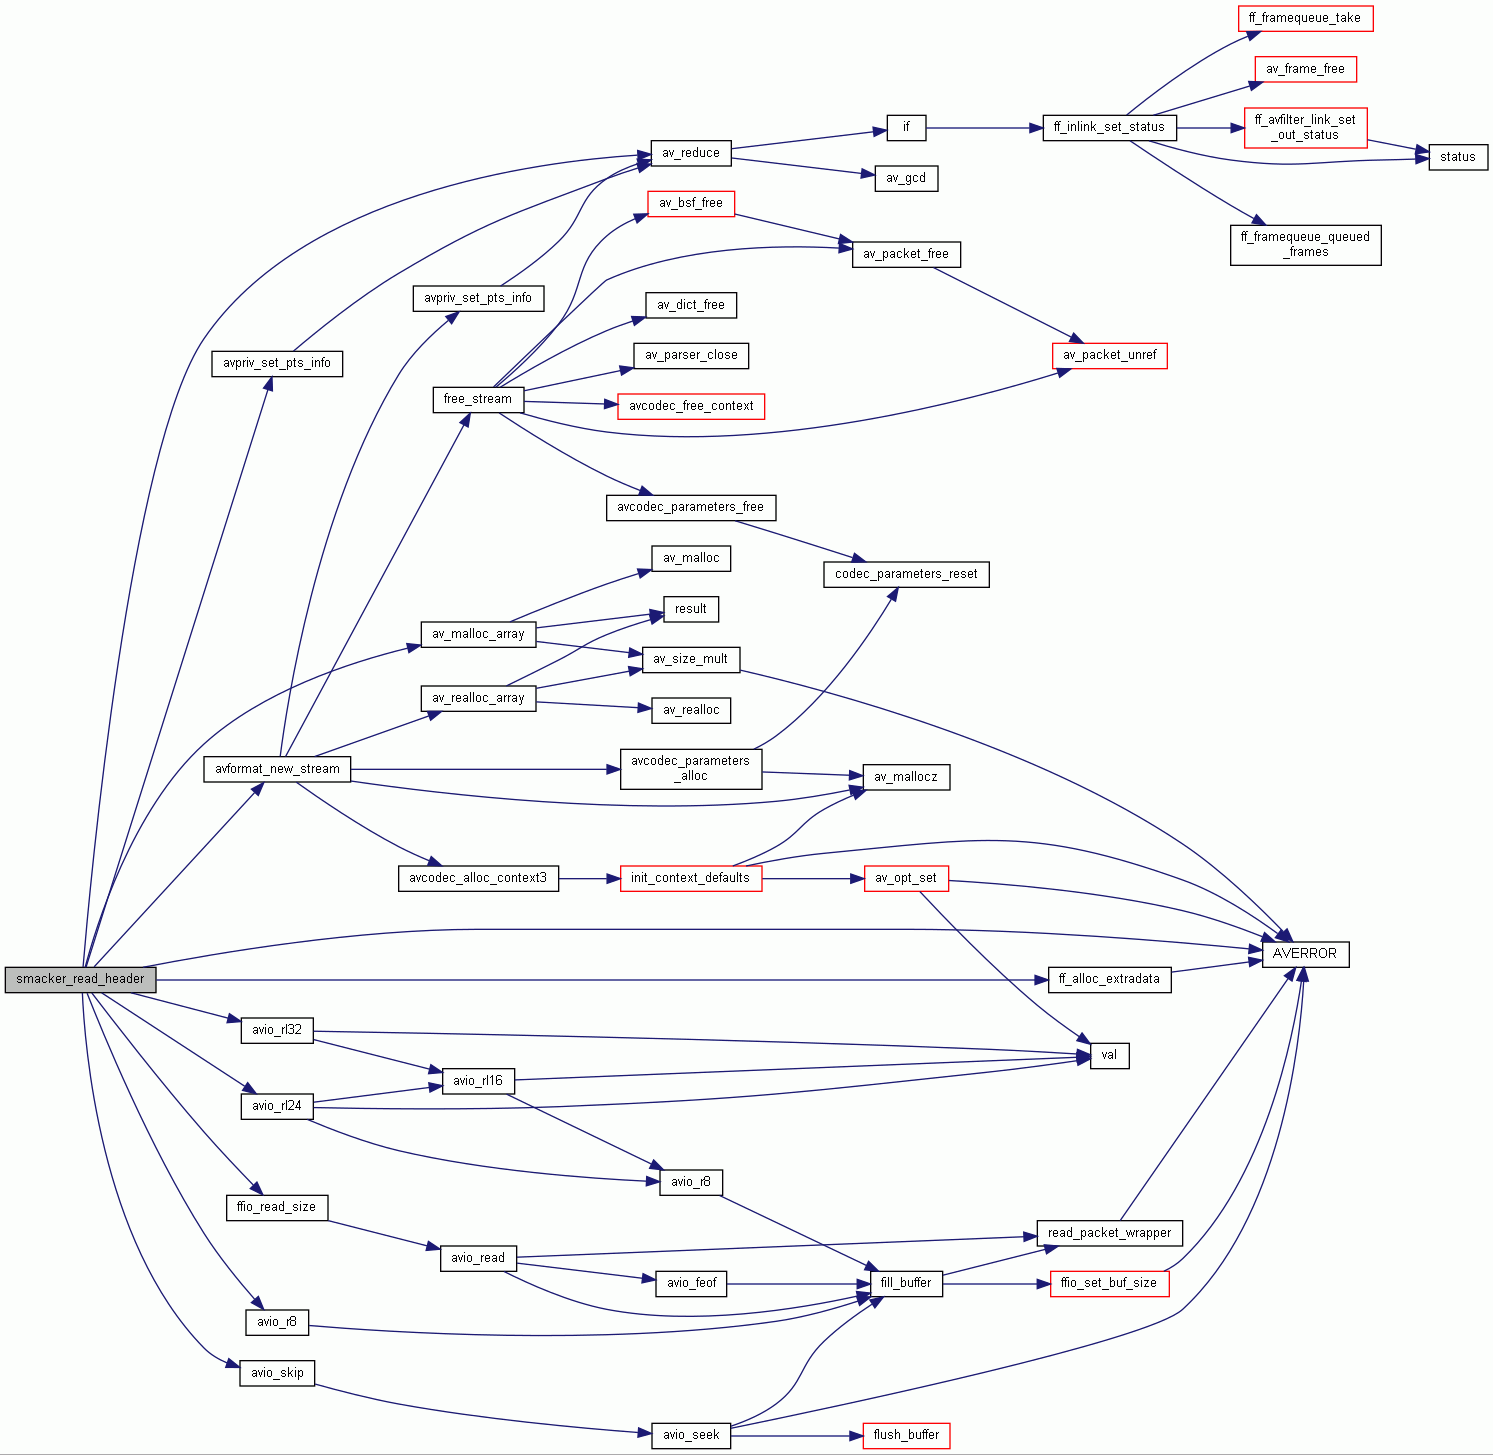 ff_framequeue_take
av_frame_free
ff_avfilter_link_set
_out_status
if
ff_inlink_set_status
av_reduce
status
av_gcd
av_bsf_free
ff_framequeue_queued
_frames
av_packet_free
avpriv_set_pts_info
av_dict_free
avpriv_set_pts_info
av_parser_close
av_packet_unref
free_stream
avcodec_free_context
avcodec_parameters_free
av_malloc
codec_parameters_reset
result
av_malloc_array
av_size_mult
av_realloc_array
av_realloc
avformat_new_stream
avcodec_parameters
_alloc
av_mallocz
avcodec_alloc_context3
init_context_defaults
av_opt_set
AVERROR
smacker_read_header
ff_alloc_extradata
avio_rl32
val
avio_rl16
avio_rl24
avio_r8
ffio_read_size
read_packet_wrapper
avio_read
avio_feof
fill_buffer
ffio_set_buf_size
avio_r8
avio_skip
avio_seek
flush_buffer